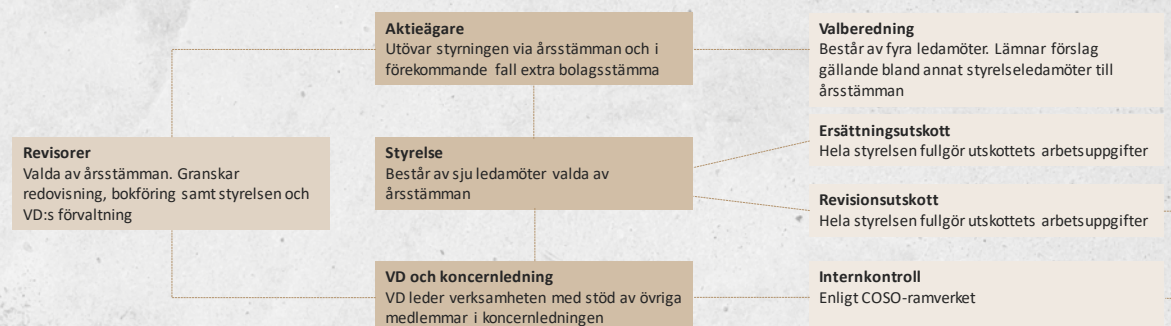 Aktieägare
Utövar styrningen via årsstämman och i
förekommande fall extra bolagsstämma
Valberedning
Består av fyra ledamöter. Lämnar förslag
gällande bland annat styrelseledamöter till
årsstämman
Revisorer
Valda av årsstämman. Granskar
redovisning, bokföring samt styrelsen och
VD:s förvaltning
Styrelse
Består av sju ledamöter valda av
årsstämman
Ersättningsutskott
Hela styrelsen fullgör utskottets arbetsuppgifter
Revisionsutskott
Hela styrelsen fullgör utskottets arbetsuppgifter
VD och koncernledning
VD leder verksamheten med stöd av övriga
medlemmar i koncernledningen
Internkontroll
Enligt COSO-ramverket